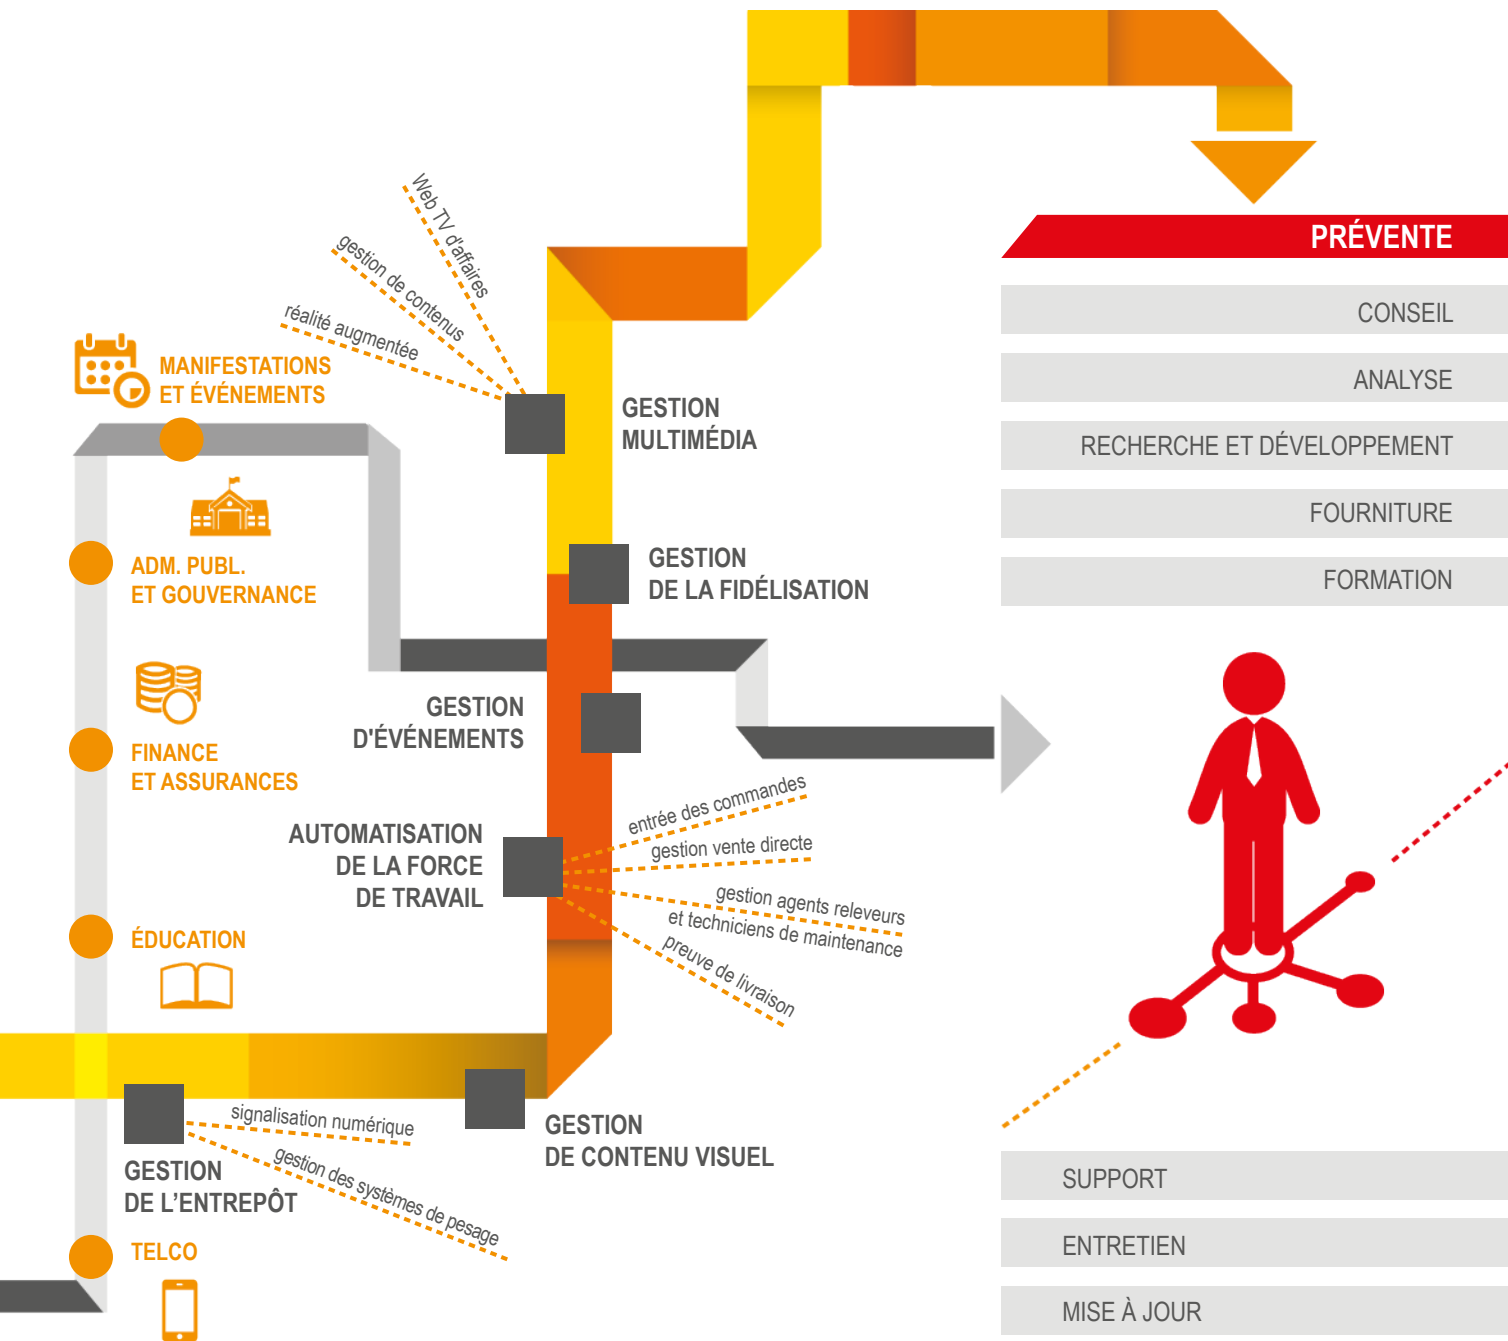 Web TV d'affaires
gestion de contenus
réalité augmentée
MANIFESTATIONS
ET ÉVÉNEMENTS
GESTION
MULTIMÉDIA
ADM. PUBL.
ET GOUVERNANCE
GESTION
DE LA FIDÉLISATION
FINANCE
ET ASSURANCES
GESTION
D'ÉVÉNEMENTS
AUTOMATISATION
DE LA FORCE
DE TRAVAIL
entrée des commandes
gestion vente directe
gestion agents releveurs
et techniciens de maintenance
preuve de livraison
ÉDUCATION
signalisation numérique
gestion des systèmes de pesage
GESTION
DE L’ENTREPÔT
GESTION
DE CONTENU VISUEL
TELCO
PRÉVENTE
CONSEIL
ANALYSE
RECHERCHE ET DÉVELOPPEMENT
FOURNITURE
FORMATION
SUPPORT
ENTRETIEN
MISE À JOUR